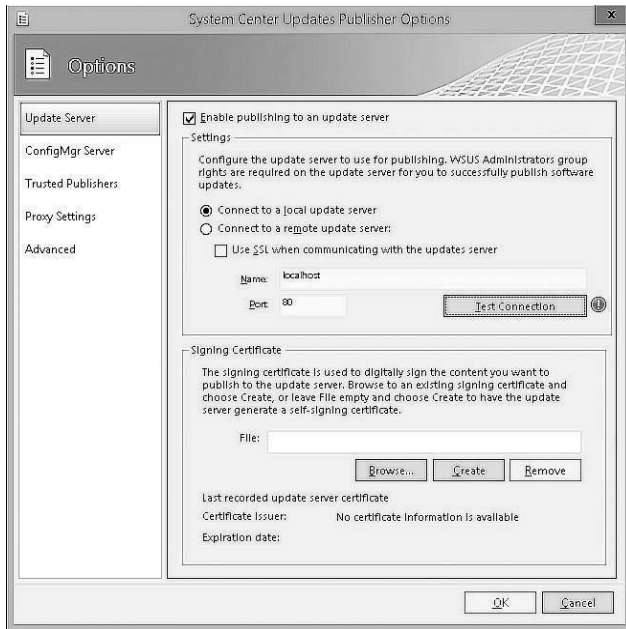 System Center Updates Publisher Options
x
Options
Update Server
ConfigMgr Server
Trusted Publishers
Proxy Settings
Advanced
Enable publishing to an update server
Settings
Configure the update server to use for publishing. WSUS Administrators group
rights are required on the update server for you to successfully publish software
updates.
Connect to a local update server
Connect to a remote update server:
Use SSL when communicating with the updates server
Name: localhost
Port: 80
Test Connection
Signing Certificate
The signing certificate is used to digitally sign the content you want to
publish to the update server. Browse to an existing signing certificate and
choose Create, or leave File empty and choose Create to have the update
server generate a self-signing certificate.
File:
Browse... Create Remove
Last recorded update server certificate
Certificate Issuer: No certificate information is available
Expiration date:
OK Cancel